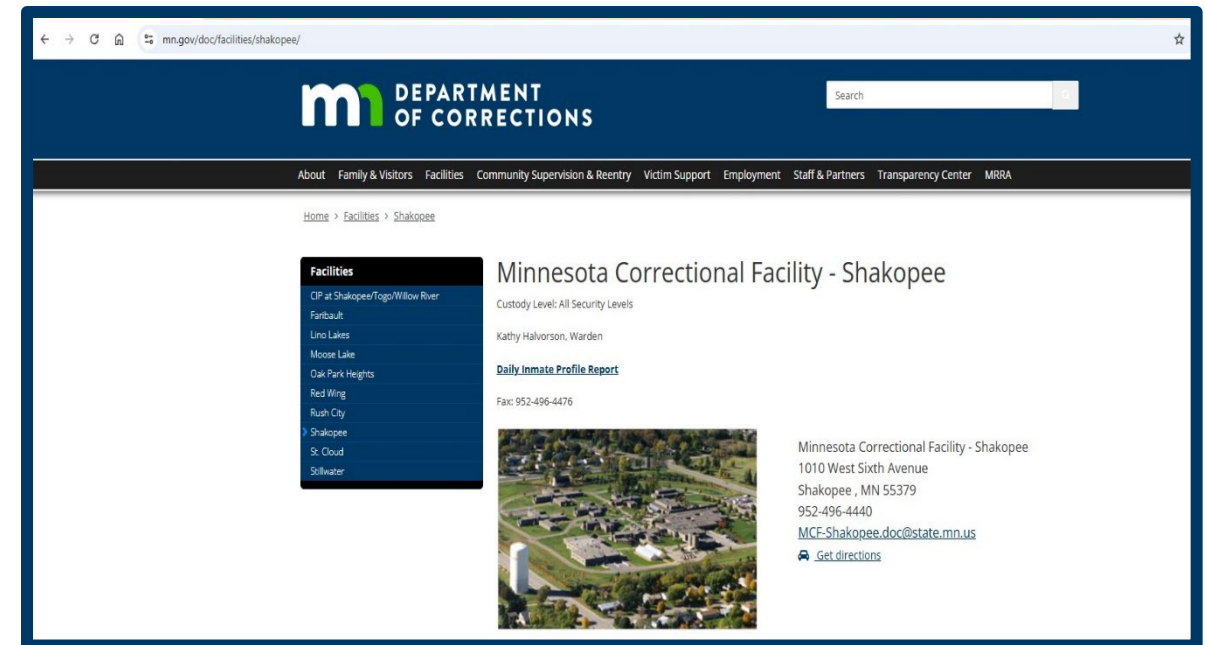 mn.gov/doc/facilities/shakopee/
mn DEPARTMENT
OF CORRECTIONS
Search
About Family & Visitors Facilities Community Supervision & Reentry Victim Support Employment Staff & Partners Transparency Center MRRA
Home > Facilities > Shakopee
Facilities
CIP at Shakopee/Togo/Willow River
Faribault
Lino Lakes
Moose Lake
Oak Park Heights
Red Wing
Rush City
Shakopee
St. Cloud
Stillwater
Minnesota Correctional Facility - Shakopee
Custody Level: All Security Levels
Kathy Halvorson, Warden
Daily Inmate Profile Report
Fax: 952-496-4476
Minnesota Correctional Facility - Shakopee
1010 West Sixth Avenue
Shakopee , MN 55379
952-496-4440
MCF-Shakopee.doc@state.mn.us
Get directions